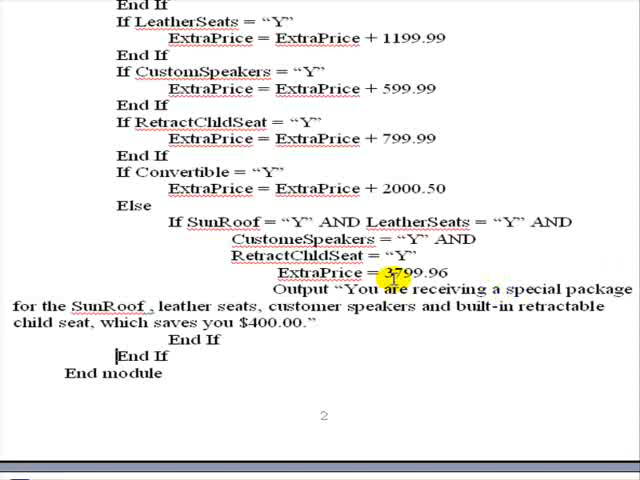 End If
If LeatherSeats = “Y”
ExtraPrice = ExtraPrice + 1199.99
End If
If CustomSpeakers = “Y”
ExtraPrice = ExtraPrice + 599.99
End If
If RetractChldSeat = “Y”
ExtraPrice = ExtraPrice + 799.99
End If
If Convertible = “Y”
ExtraPrice = ExtraPrice + 2000.50
Else
If SunRoof = “Y” AND LeatherSeats = “Y” AND
CustomeSpeakers = “Y” AND
RetractChldSeat = “Y”
ExtraPrice = 3799.96
Output “You are receiving a special package
for the SunRoof , leather seats, customer speakers and built-in retractable
child seat, which saves you $400.00.”
End If
End If
End module
2